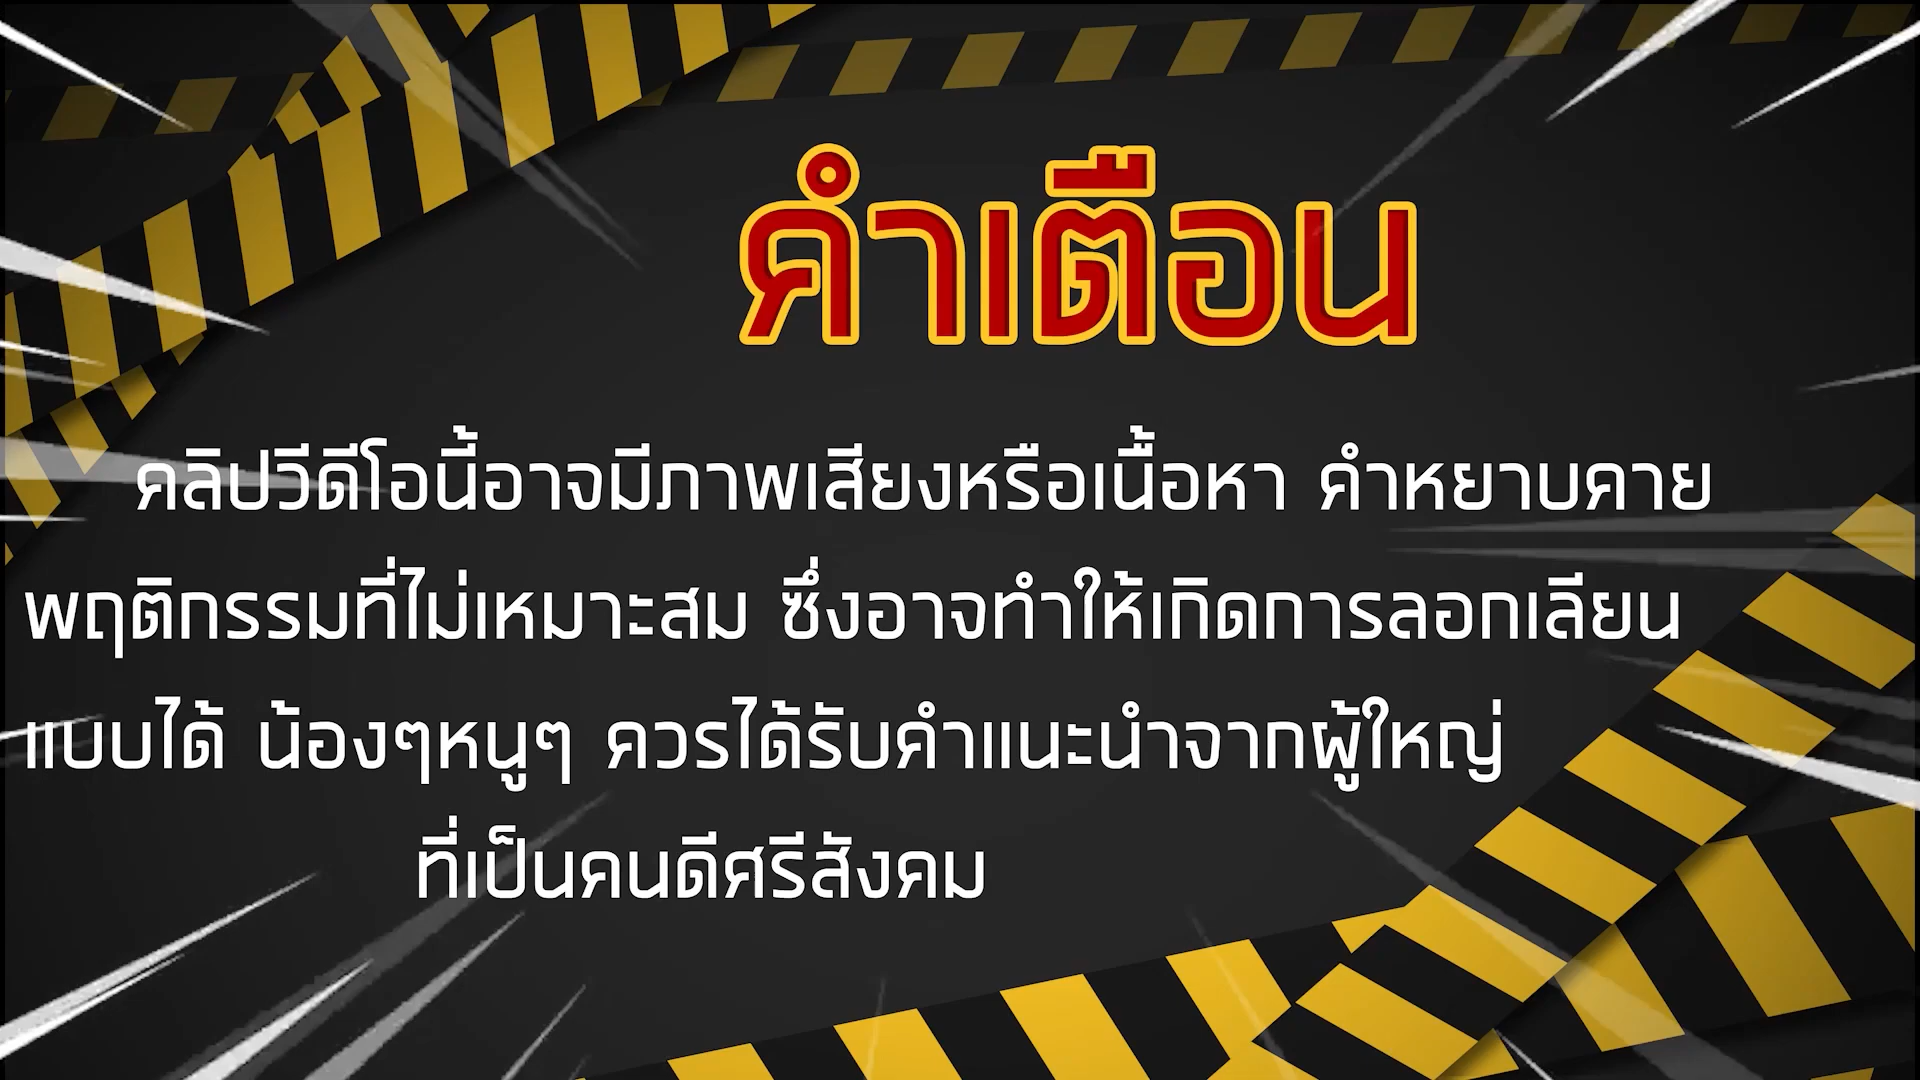 คำเตือน
คลิปวีดีโอนี้อาจมีภาพเสียงหรือเนื้อหา คำหยาบคาย
พฤติกรรมที่ไม่เหมาะสม ซึ่งอาจทำให้เกิดการลอกเลียน
แบบได้ น้องๆหนูๆ ควรได้รับคำแนะนำจากผู้ใหญ่
ที่เป็นคนดีศรีสังคม